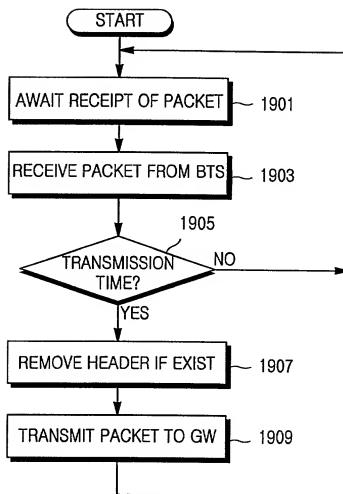 START
AWAIT RECEIPT OF PACKET
1901
RECEIVE PACKET FROM BTS
1903
1905
TRANSMISSION
TIME?
NO
YES
REMOVE HEADER IF EXIST
1907
TRANSMIT PACKET TO GW
1909